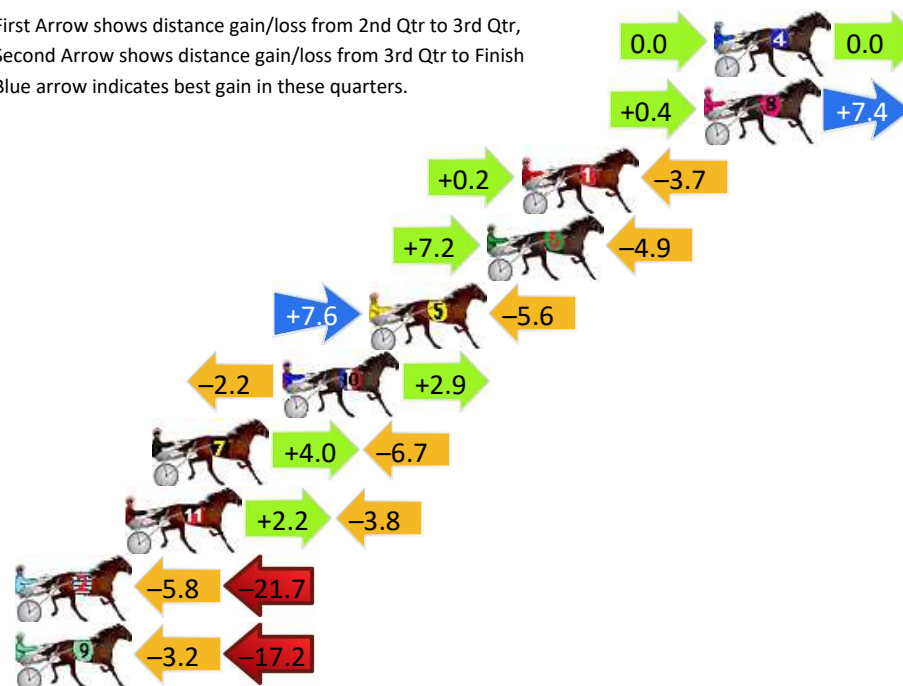 First Arrow shows distance gain/loss from 2nd Qtr to 3rd Qtr,
Second Arrow shows distance gain/loss from 3rd Qtr to Finish
Blue arrow indicates best gain in these quarters.
0.0 4 0.0
+0.4 8 +7.4
+0.2 1 –3.7
+7.2 6 –4.9
+7.6 5 –5.6
–2.2 10 +2.9
7 +4.0 –6.7
11 +2.2 –3.8
2 –5.8 –21.7
9 –3.2 –17.2